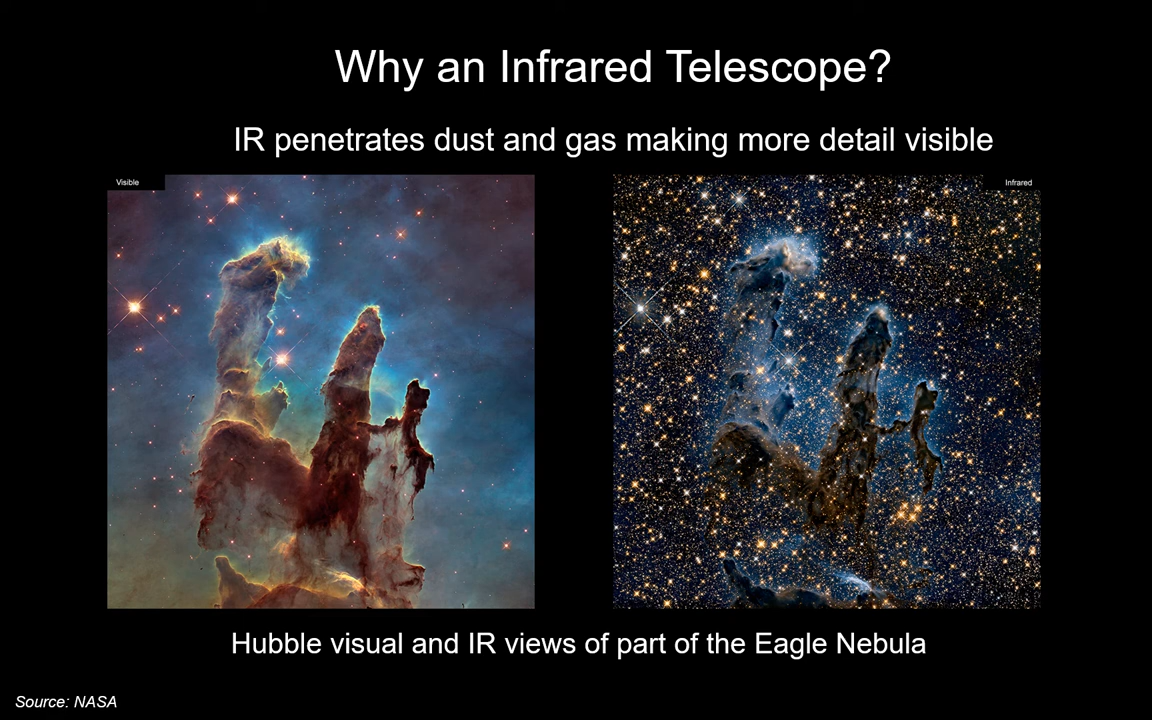 Why an Infrared Telescope?
IR penetrates dust and gas making more detail visible
Visible
Infrared
Hubble visual and IR views of part of the Eagle Nebula
Source: NASA